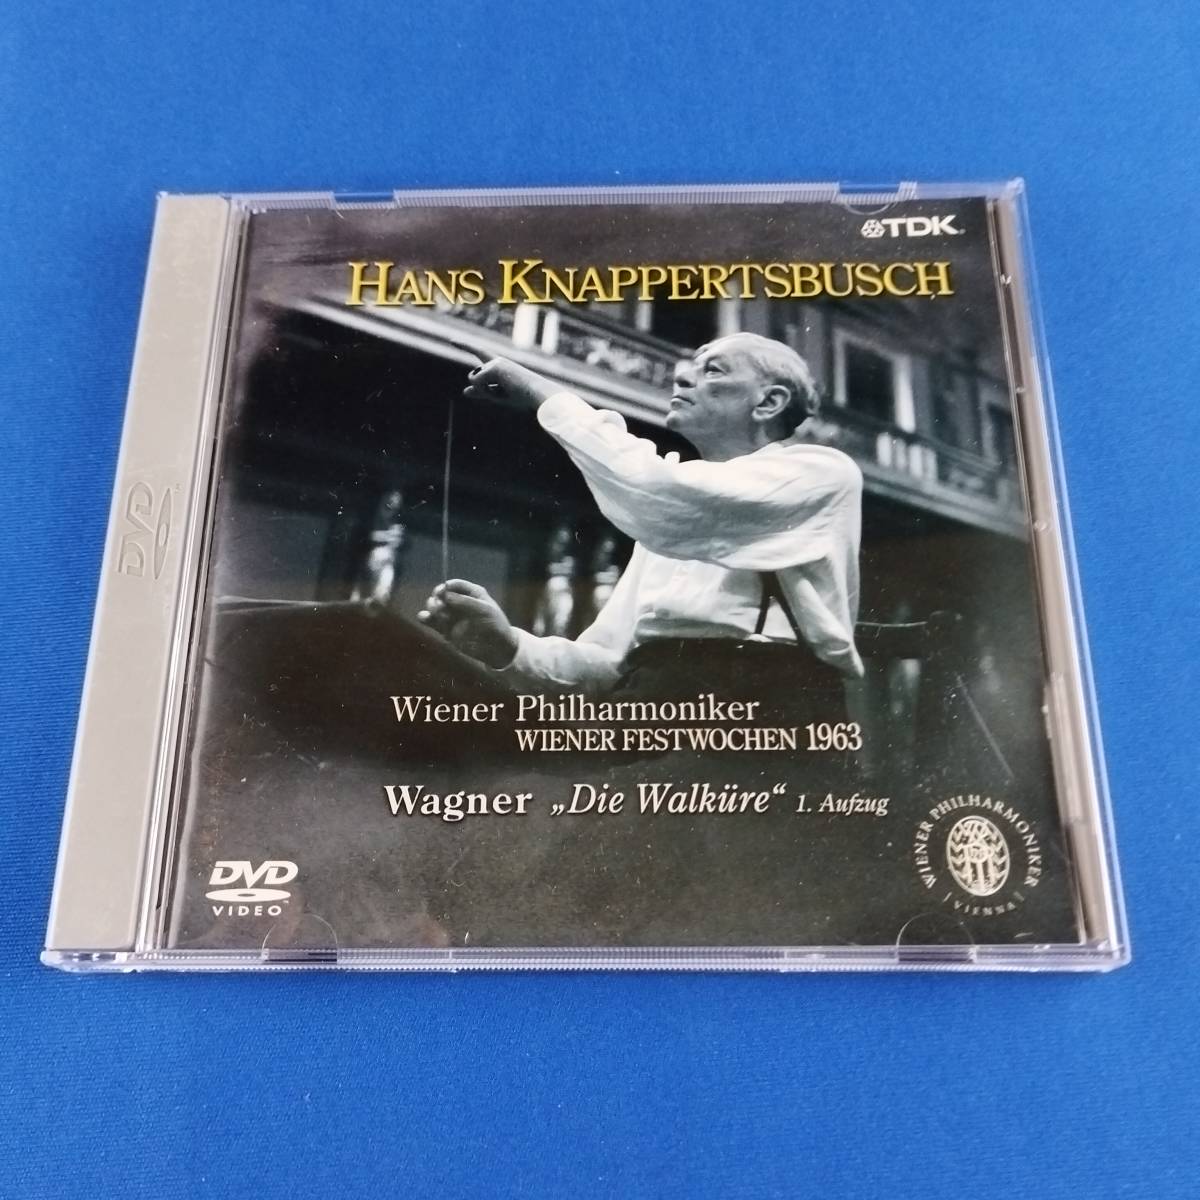 TDK
HANS KNAPPERTSBUSCH
DVD
Wiener Philharmoniker
WIENER FESTWOCHEN 1963
Wagner „Die Walküre“ 1. Aufzug
DVD
VIDEO
WIENER PHILHARMONIKER
VIENNA